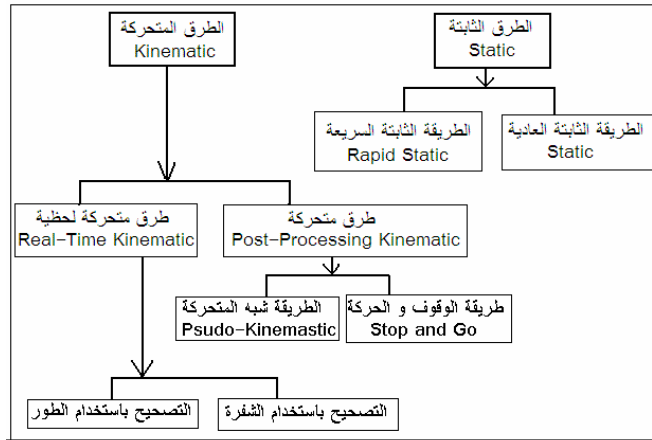 الطرق الثابتة
Static
الطرق المتحركة
Kinematic
الطريقة الثابتة العادية
Static
الطريقة الثابتة السريعة
Rapid Static
طرق متحركة
Post-Processing Kinematic
طرق متحركة لحظية
Real-Time Kinematic
طريقة الوقوف و الحركة
Stop and Go
الطريقة شبه المتحركة
Psudo-Kinemastic
التصحيح باستخدام الشفرة
التصحيح باستخدام الطور